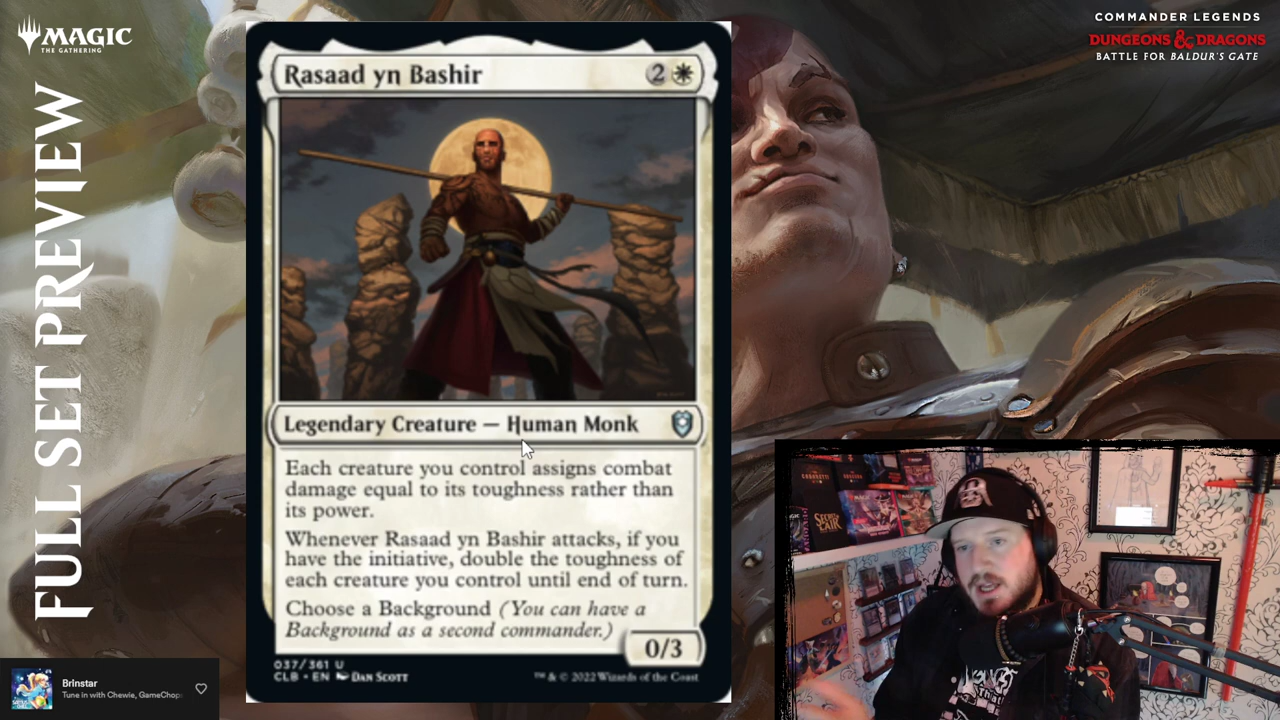 MAGIC
THE GATHERING
FULL SET PREVIEW
COMMANDER LEGENDS
DUNGEONS & DRAGONS
BATTLE FOR BALDUR'S GATE
Rasaad yn Bashir 2
Legendary Creature — Human Monk
Each creature you control assigns combat
damage equal to its toughness rather than
its power.
Whenever Rasaad yn Bashir attacks, if you
have the initiative, double the toughness of
each creature you control until end of turn.
Choose a Background (You can have a
Background as a second commander.)
0/3
037/361 U
CLB • EN DAN SCOTT
™ & © 2022 Wizards of the Coast
BrInstar
Tune in with Chewie, GameChop
SECRET
LAIR